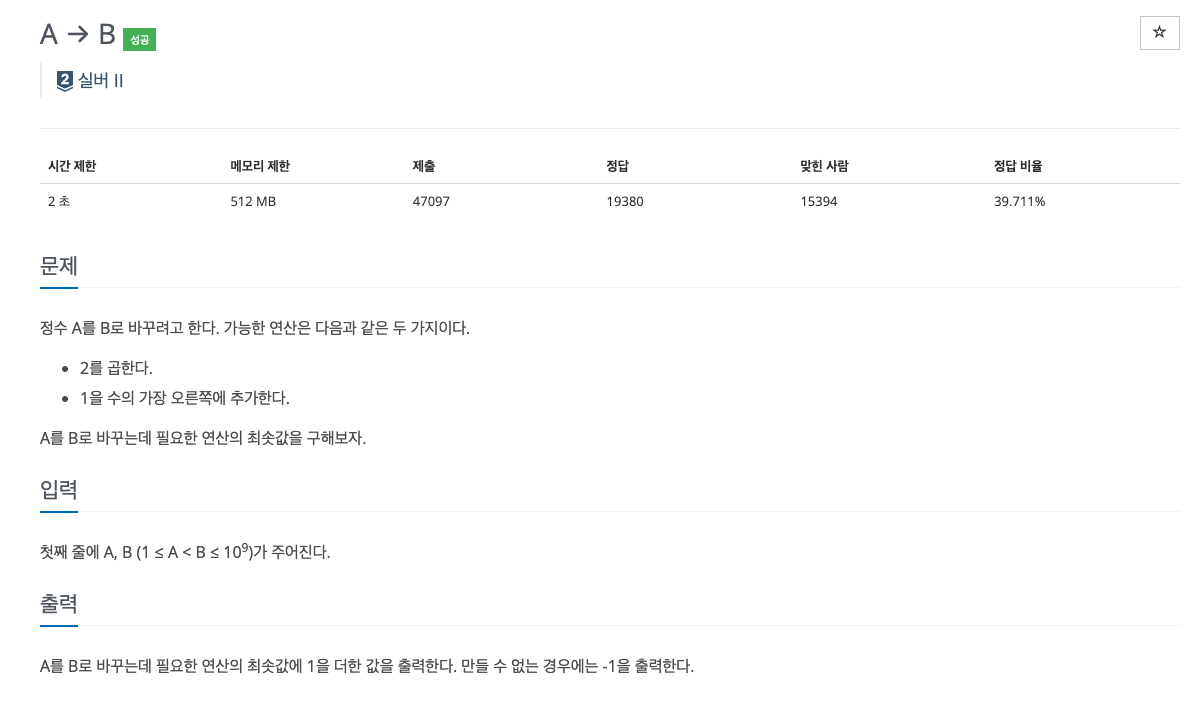 A → B 성공
2 실버 II
시간 제한 메모리 제한 제출 정답 맞힌 사람 정답 비율
2 초 512 MB 47097 19380 15394 39.711%
문제
정수 A를 B로 바꾸려고 한다. 가능한 연산은 다음과 같은 두 가지이다.
• 2를 곱한다.
• 1을 수의 가장 오른쪽에 추가한다.
A를 B로 바꾸는데 필요한 연산의 최솟값을 구해보자.
입력
첫째 줄에 A, B (1 ≤ A < B ≤ 10⁹)가 주어진다.
출력
A를 B로 바꾸는데 필요한 연산의 최솟값에 1을 더한 값을 출력한다. 만들 수 없는 경우에는 -1을 출력한다.